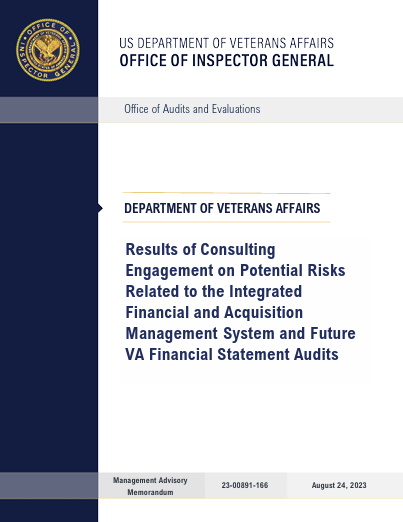 OFFICE OF
INSPECTOR GENERAL
US DEPARTMENT OF VETERANS AFFAIRS
OFFICE OF INSPECTOR GENERAL
Office of Audits and Evaluations
DEPARTMENT OF VETERANS AFFAIRS
Results of Consulting
Engagement on Potential Risks
Related to the Integrated
Financial and Acquisition
Management System and Future
VA Financial Statement Audits
Management Advisory
Memorandum
23-00891-166
August 24, 2023